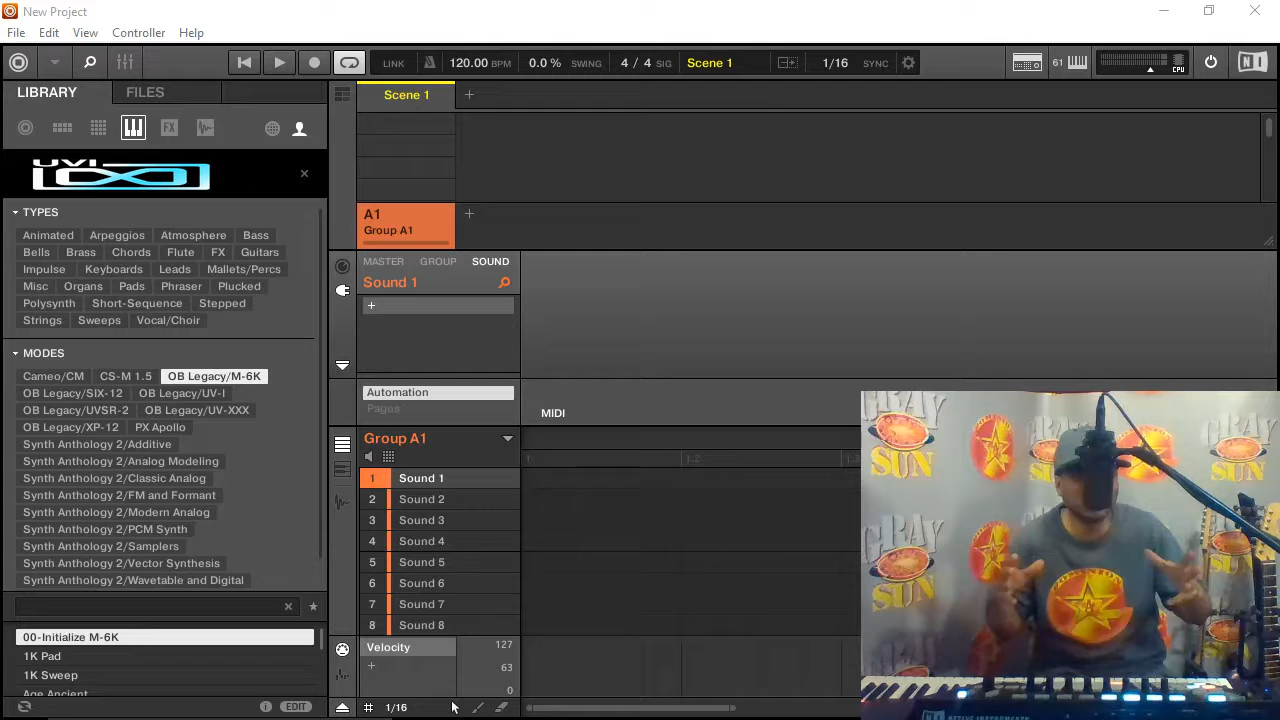 New Project
File Edit View Controller Help
LINK 120.00 BPM 0.0 % SWING 4 / 4 SIG Scene 1 1/16 SYNC 61 CPU
LIBRARY FILES
Scene 1
UVI
TYPES
Animated Arpeggios Atmosphere Bass
Bells Brass Chords Flute FX Guitars
Impulse Keyboards Leads Mallets/Percs
Misc Organs Pads Phraser Plucked
Polysynth Short-Sequence Stepped
Strings Sweeps Vocal/Choir
MODES
Cameo/CM CS-M 1.5 OB Legacy/M-6K
OB Legacy/SIX-12 OB Legacy/UV-I
OB Legacy/UVSR-2 OB Legacy/UV-XXX
OB Legacy/XP-12 PX Apollo
Synth Anthology 2/Additive
Synth Anthology 2/Analog Modeling
Synth Anthology 2/Classic Analog
Synth Anthology 2/FM and Formant
Synth Anthology 2/Modern Analog
Synth Anthology 2/PCM Synth
Synth Anthology 2/Samplers
Synth Anthology 2/Vector Synthesis
Synth Anthology 2/Wavetable and Digital
00-Initialize M-6K
1K Pad
1K Sweep
Age Ancient
EDIT
A1
Group A1
MASTER GROUP SOUND
Sound 1
Automation
Pages
MIDI
Group A1
1 Sound 1
2 Sound 2
3 Sound 3
4 Sound 4
5 Sound 5
6 Sound 6
7 Sound 7
8 Sound 8
Velocity 127
63
0
1/16
GRAY
SUN
GRAY
SUN